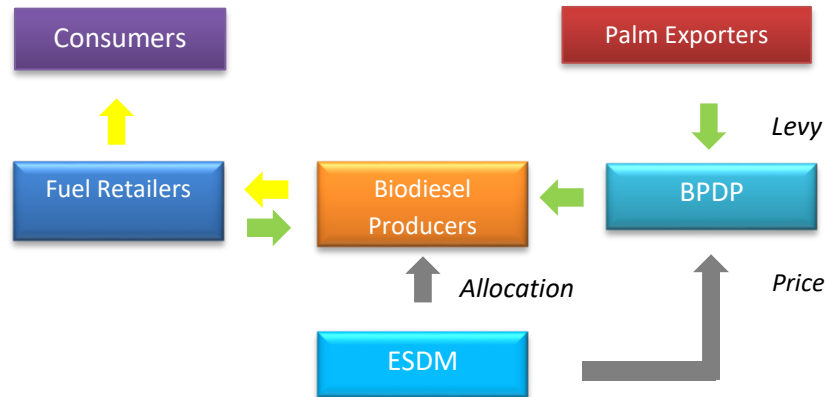 Consumers
Palm Exporters
Levy
Fuel Retailers
Biodiesel
Producers
BPDP
Allocation
Price
ESDM